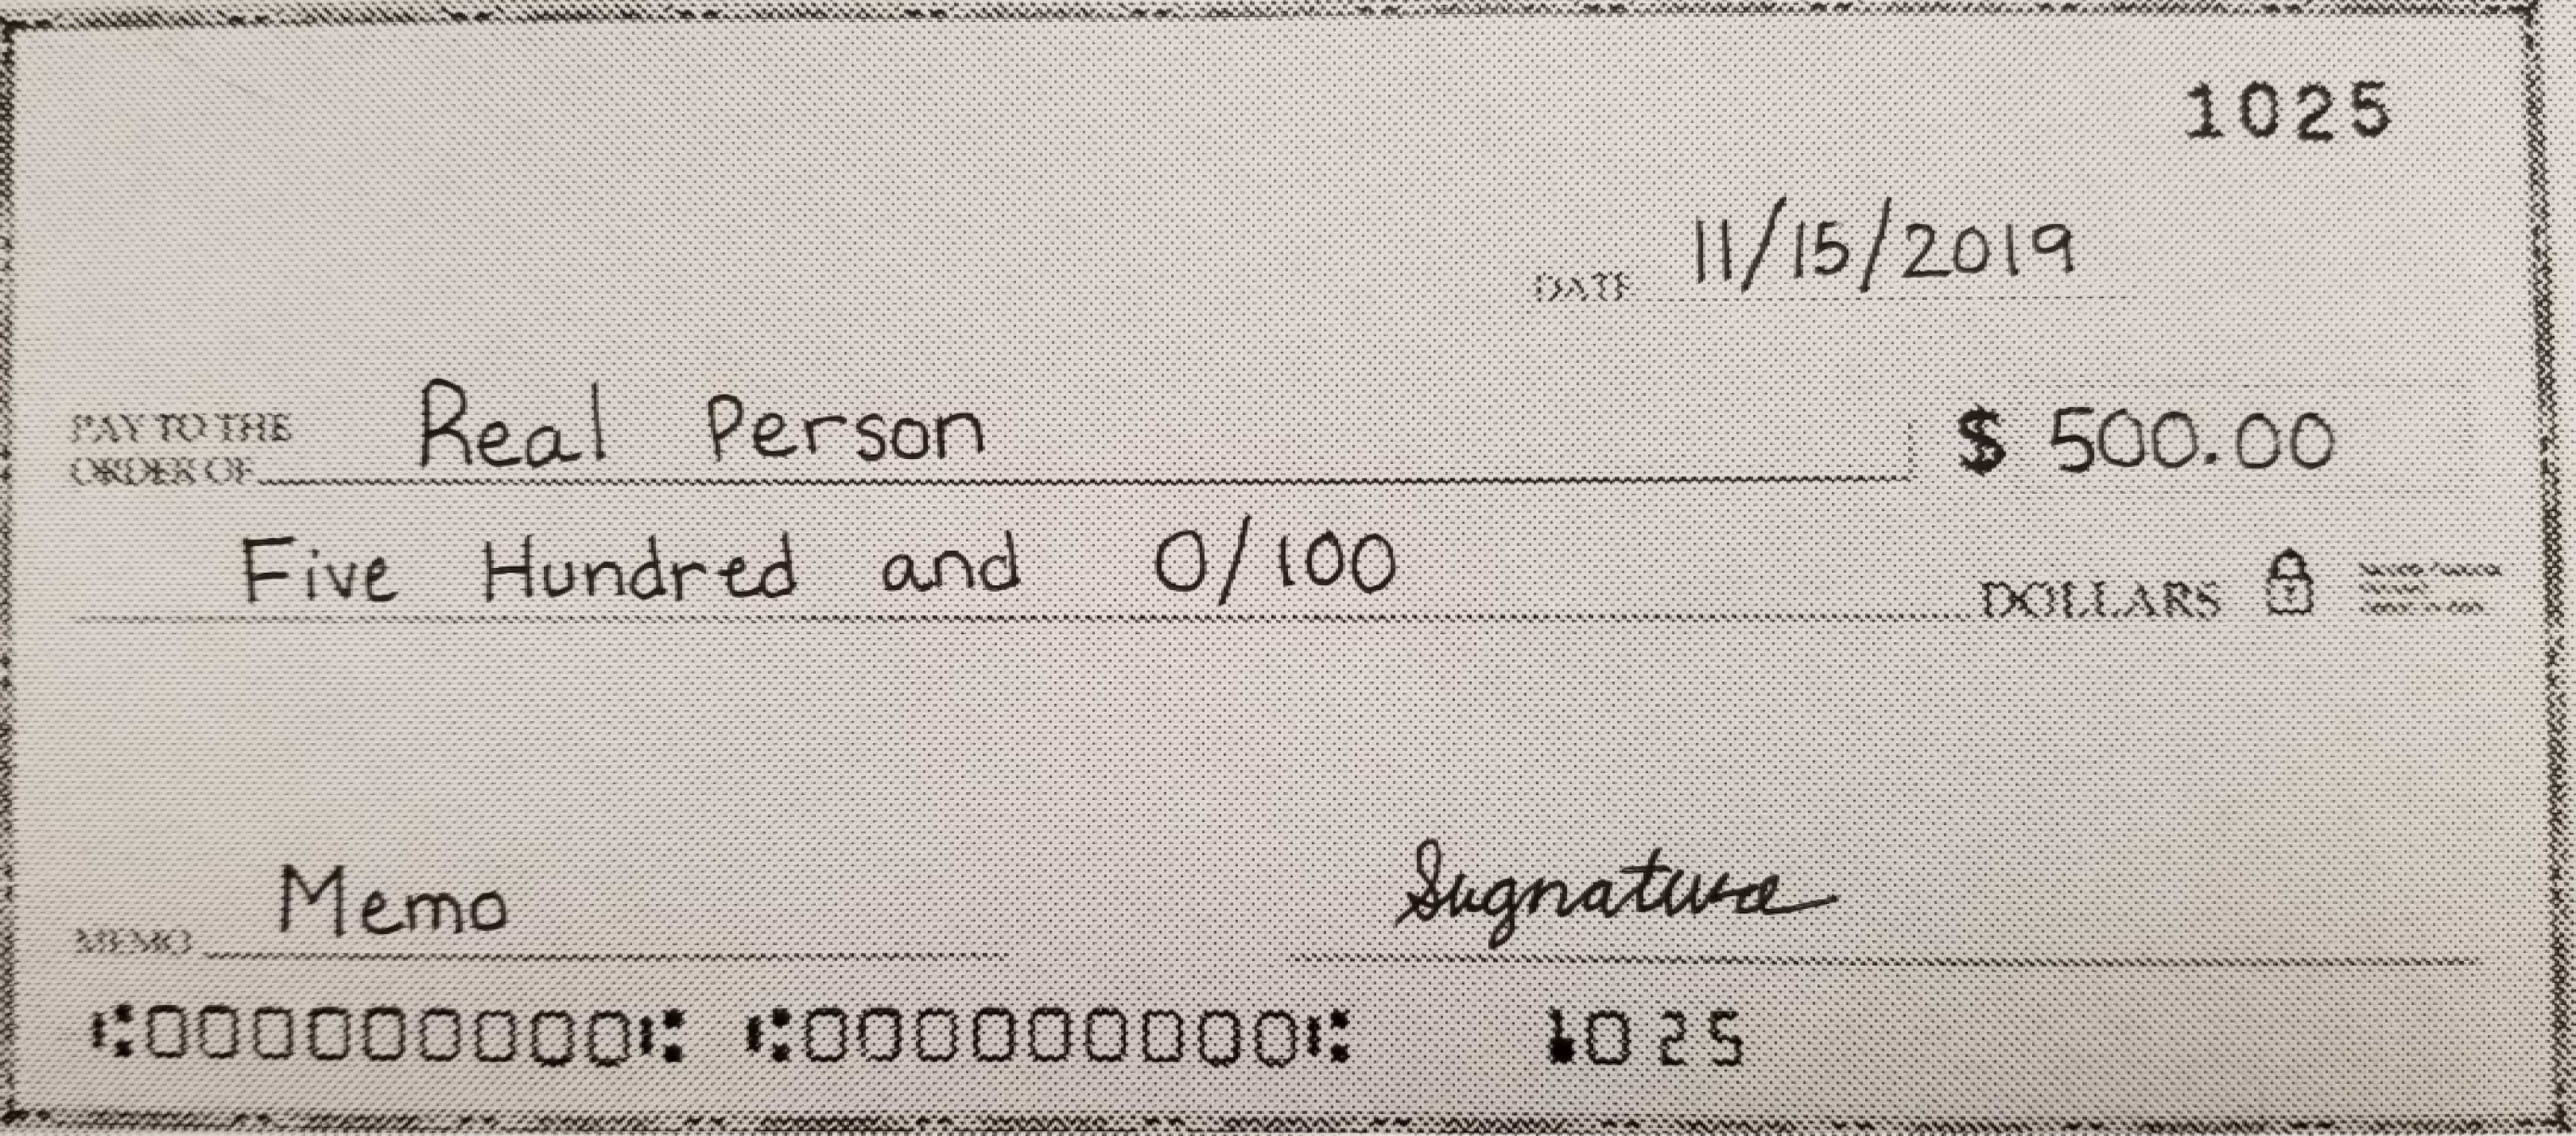 1025
DATE 11/15/2019
PAY TO THE
ORDER OF Real Person $ 500.00
Five Hundred and 0/100 DOLLARS
MEMO Memo Sugnature
⑆000000000⑆ ⑆000000000⑆ 1025